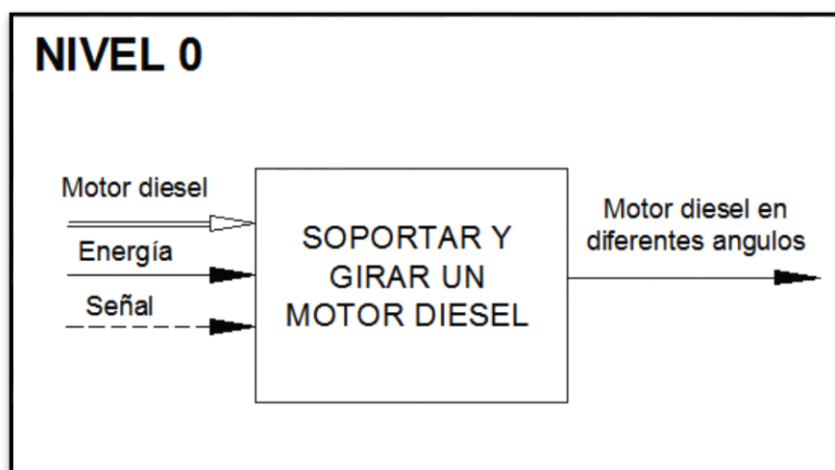 NIVEL 0
Motor diesel
Energía
Señal
SOPORTAR Y
GIRAR UN
MOTOR DIESEL
Motor diesel en
diferentes angulos